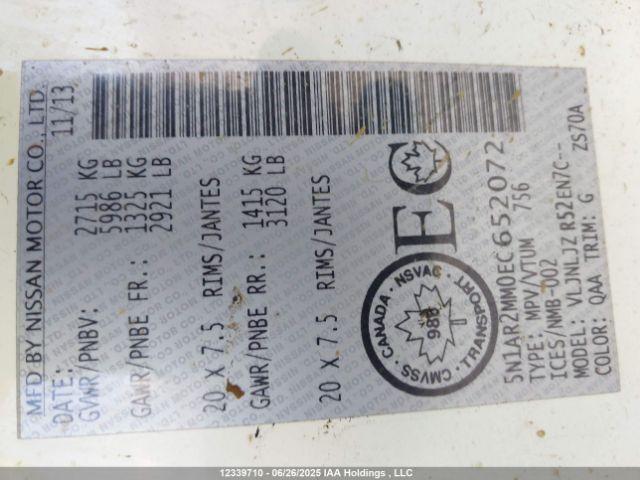 MFD BY NISSAN MOTOR CO., LTD.
DATE: 11/13
GVWR/PNBV: 2715 KG
5986 LB
GAWR/PNBE FR.: 1325 KG
2921 LB
20 X 7.5 RIMS/JANTES
GAWR/PNBE RR.: 1415 KG
3120 LB
20 X 7.5 RIMS/JANTES
EC
CANADA · NSVAC · TRANSPORT · CMVSS
988
T
5N1AR2MM0EC652072
TYPE: MPV/VTUM 756
ICES/NMB-002
MODEL: VLJNLJZ R52EN7C--
COLOR: QAA TRIM: G ZS70A
12339710 - 06/26/2025 IAA Holdings , LLC